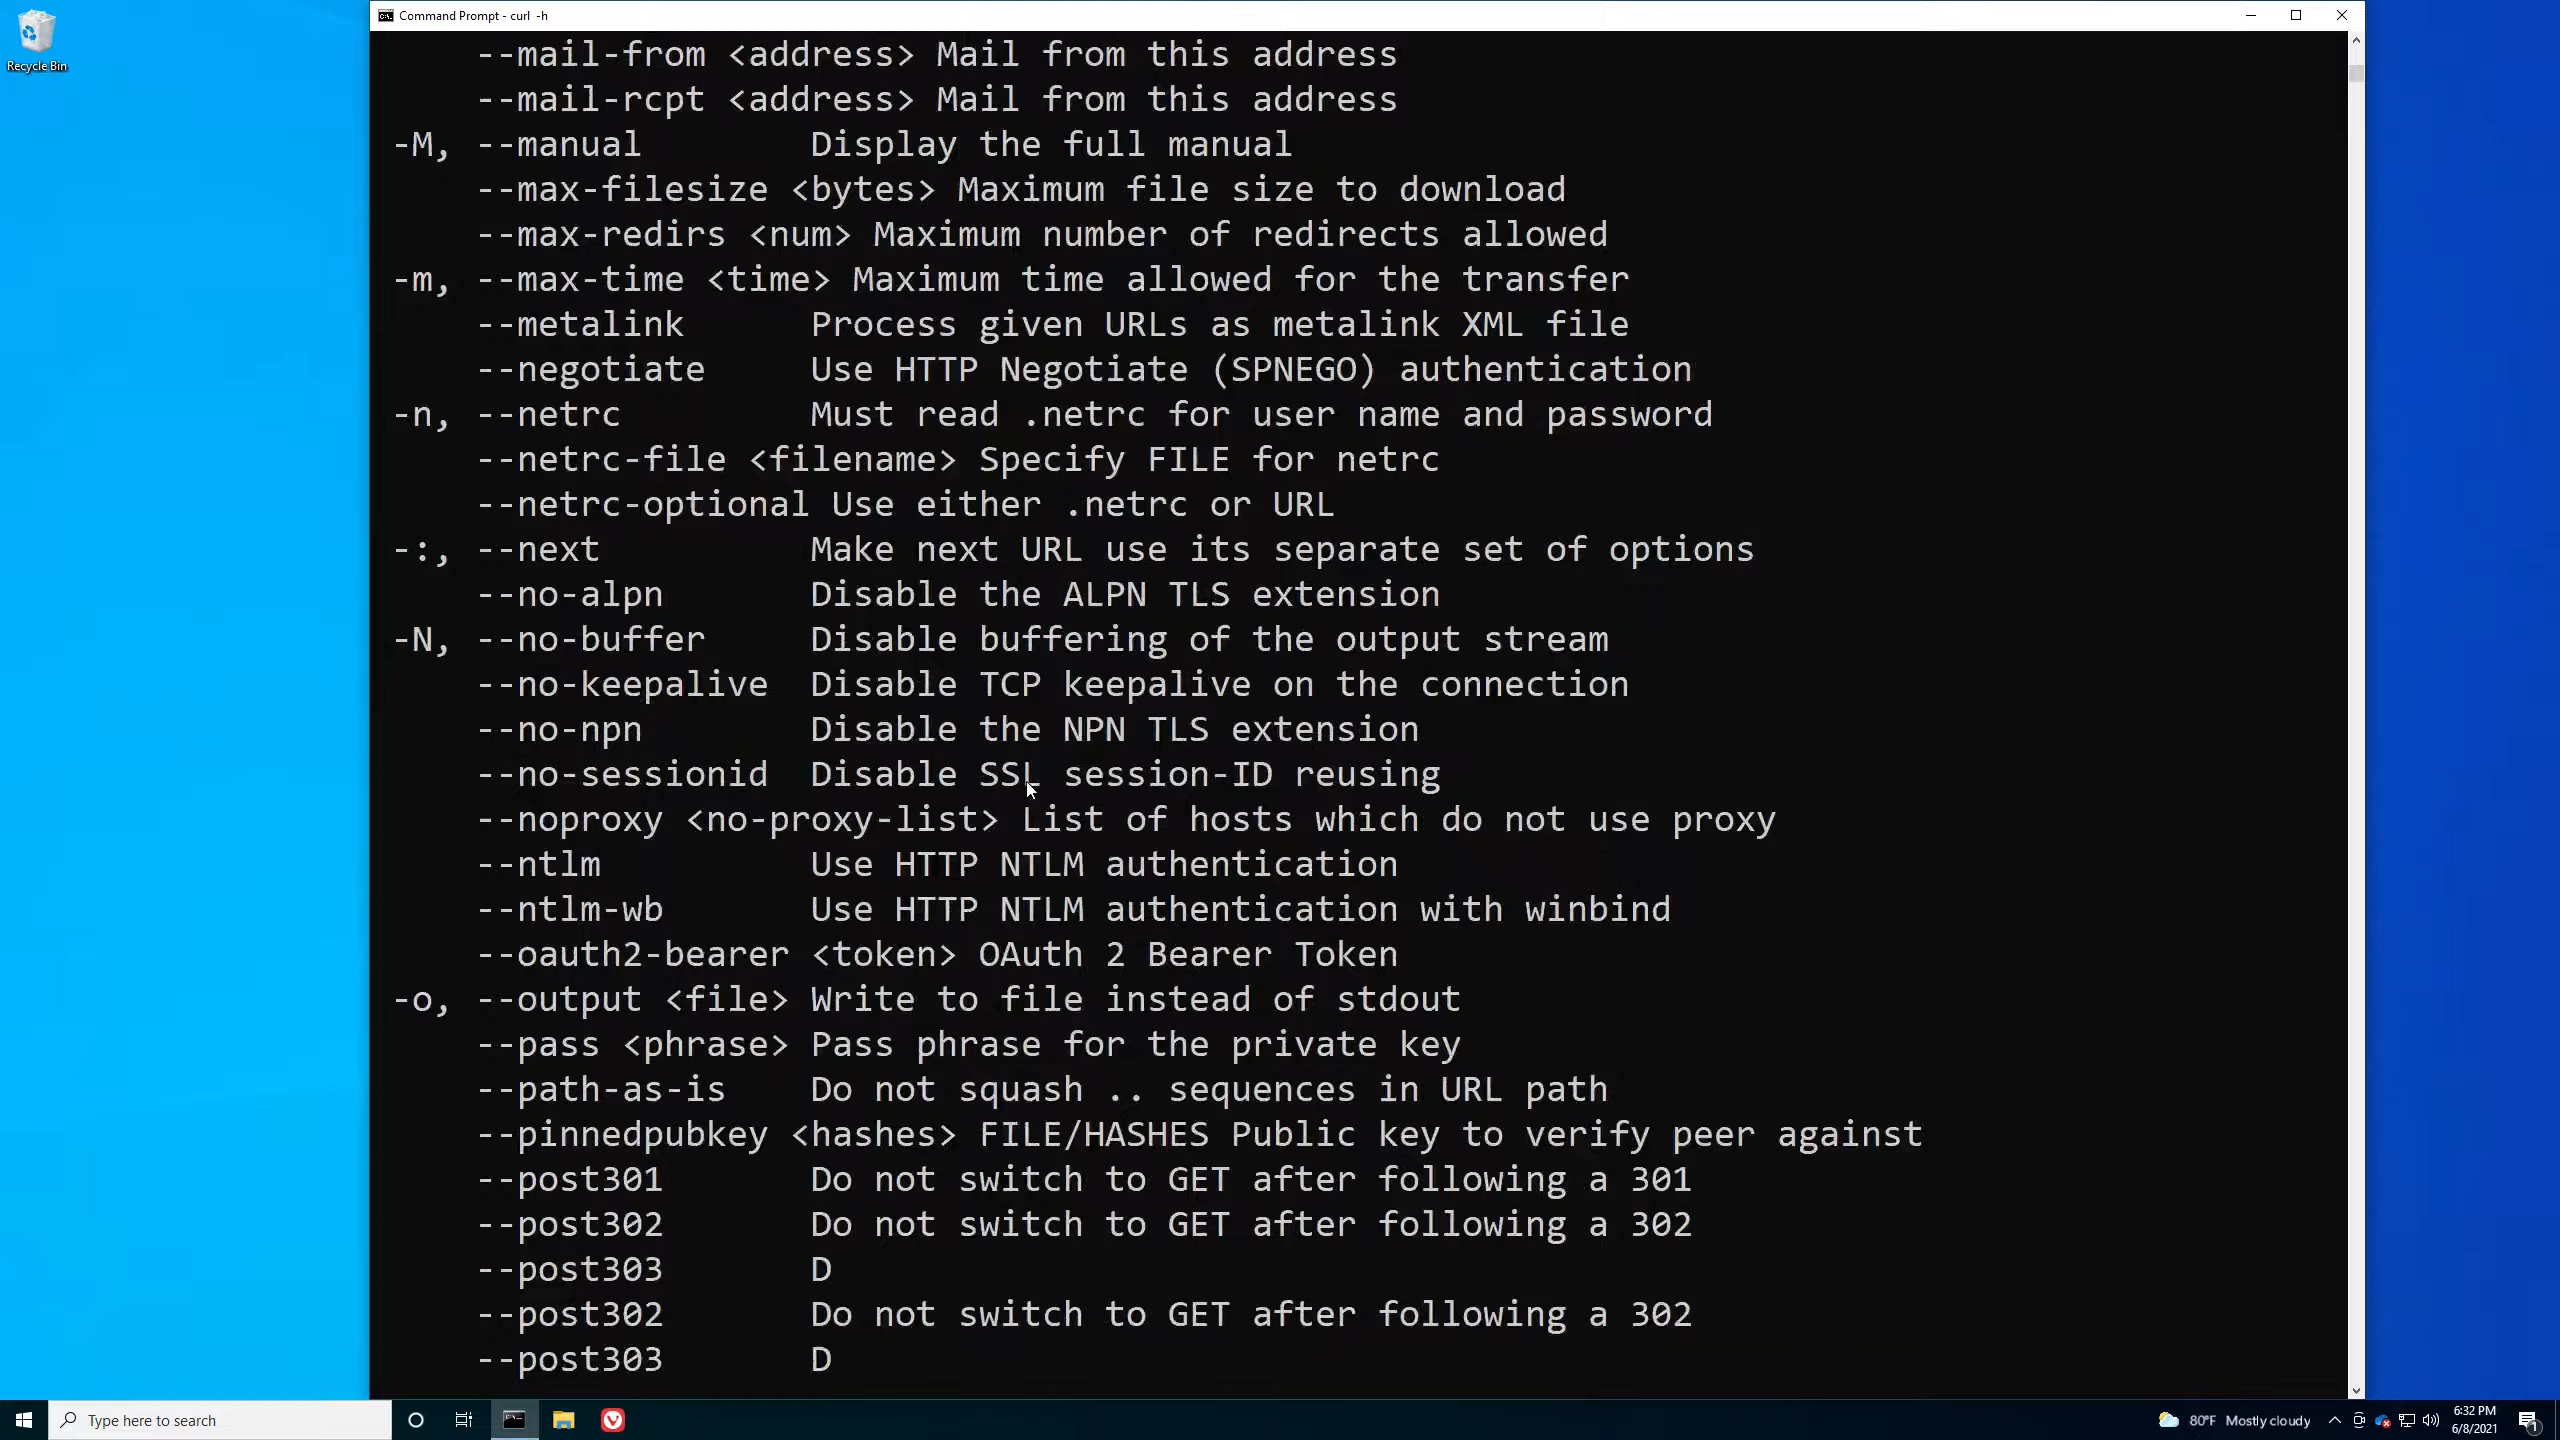 Recycle Bin
Command Prompt - curl  -h
--mail-from <address> Mail from this address
--mail-rcpt <address> Mail from this address
-M, --manual Display the full manual
--max-filesize <bytes> Maximum file size to download
--max-redirs <num> Maximum number of redirects allowed
-m, --max-time <time> Maximum time allowed for the transfer
--metalink Process given URLs as metalink XML file
--negotiate Use HTTP Negotiate (SPNEGO) authentication
-n, --netrc Must read .netrc for user name and password
--netrc-file <filename> Specify FILE for netrc
--netrc-optional Use either .netrc or URL
-:, --next Make next URL use its separate set of options
--no-alpn Disable the ALPN TLS extension
-N, --no-buffer Disable buffering of the output stream
--no-keepalive Disable TCP keepalive on the connection
--no-npn Disable the NPN TLS extension
--no-sessionid Disable SSL session-ID reusing
--noproxy <no-proxy-list> List of hosts which do not use proxy
--ntlm Use HTTP NTLM authentication
--ntlm-wb Use HTTP NTLM authentication with winbind
--oauth2-bearer <token> OAuth 2 Bearer Token
-o, --output <file> Write to file instead of stdout
--pass <phrase> Pass phrase for the private key
--path-as-is Do not squash .. sequences in URL path
--pinnedpubkey <hashes> FILE/HASHES Public key to verify peer against
--post301 Do not switch to GET after following a 301
--post302 Do not switch to GET after following a 302
--post303 D
--post302 Do not switch to GET after following a 302
--post303 D
Type here to search
80°F Mostly cloudy
6:32 PM
6/8/2021
1